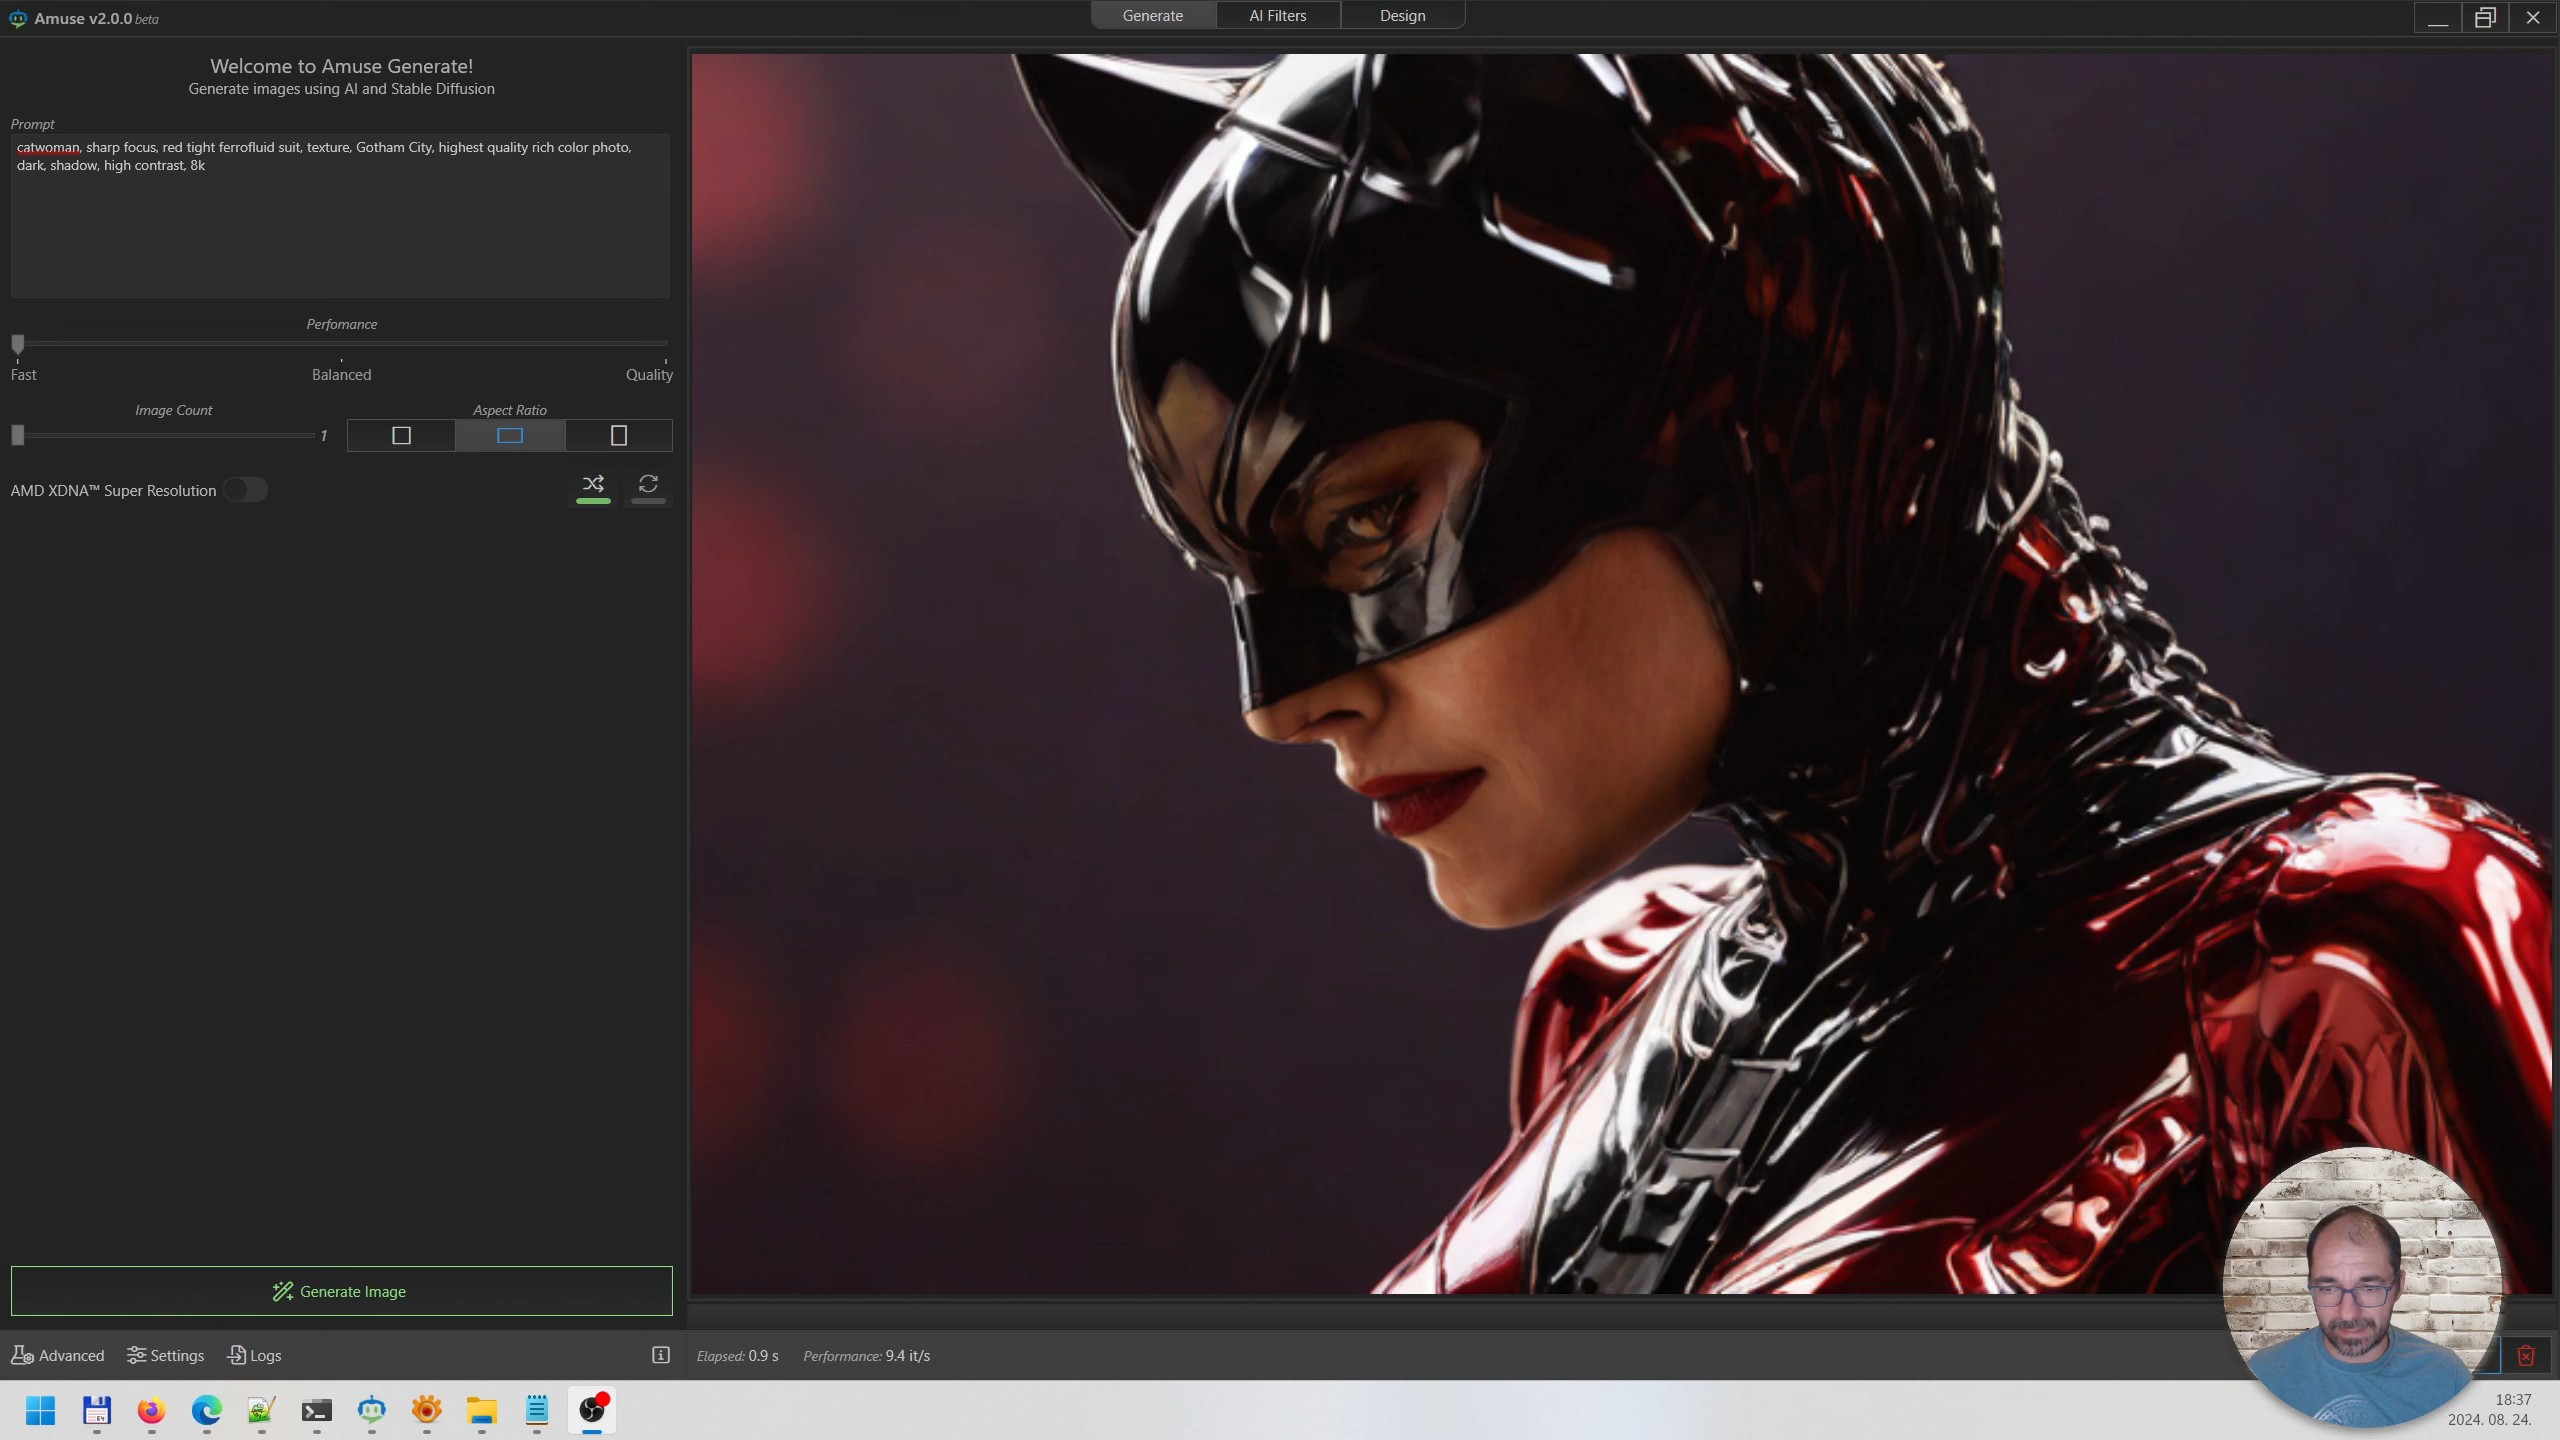 Amuse v2.0.0 beta
Generate
AI Filters
Design
Welcome to Amuse Generate!
Generate images using AI and Stable Diffusion
Prompt
catwoman, sharp focus, red tight ferrofluid suit, texture, Gotham City, highest quality rich color photo,
dark, shadow, high contrast, 8k
Perfomance
Fast
Balanced
Quality
Image Count
Aspect Ratio
1
AMD XDNA™ Super Resolution
Generate Image
Advanced
Settings
Logs
Elapsed: 0.9 s
Performance: 9.4 it/s
64
18:37
2024. 08. 24.